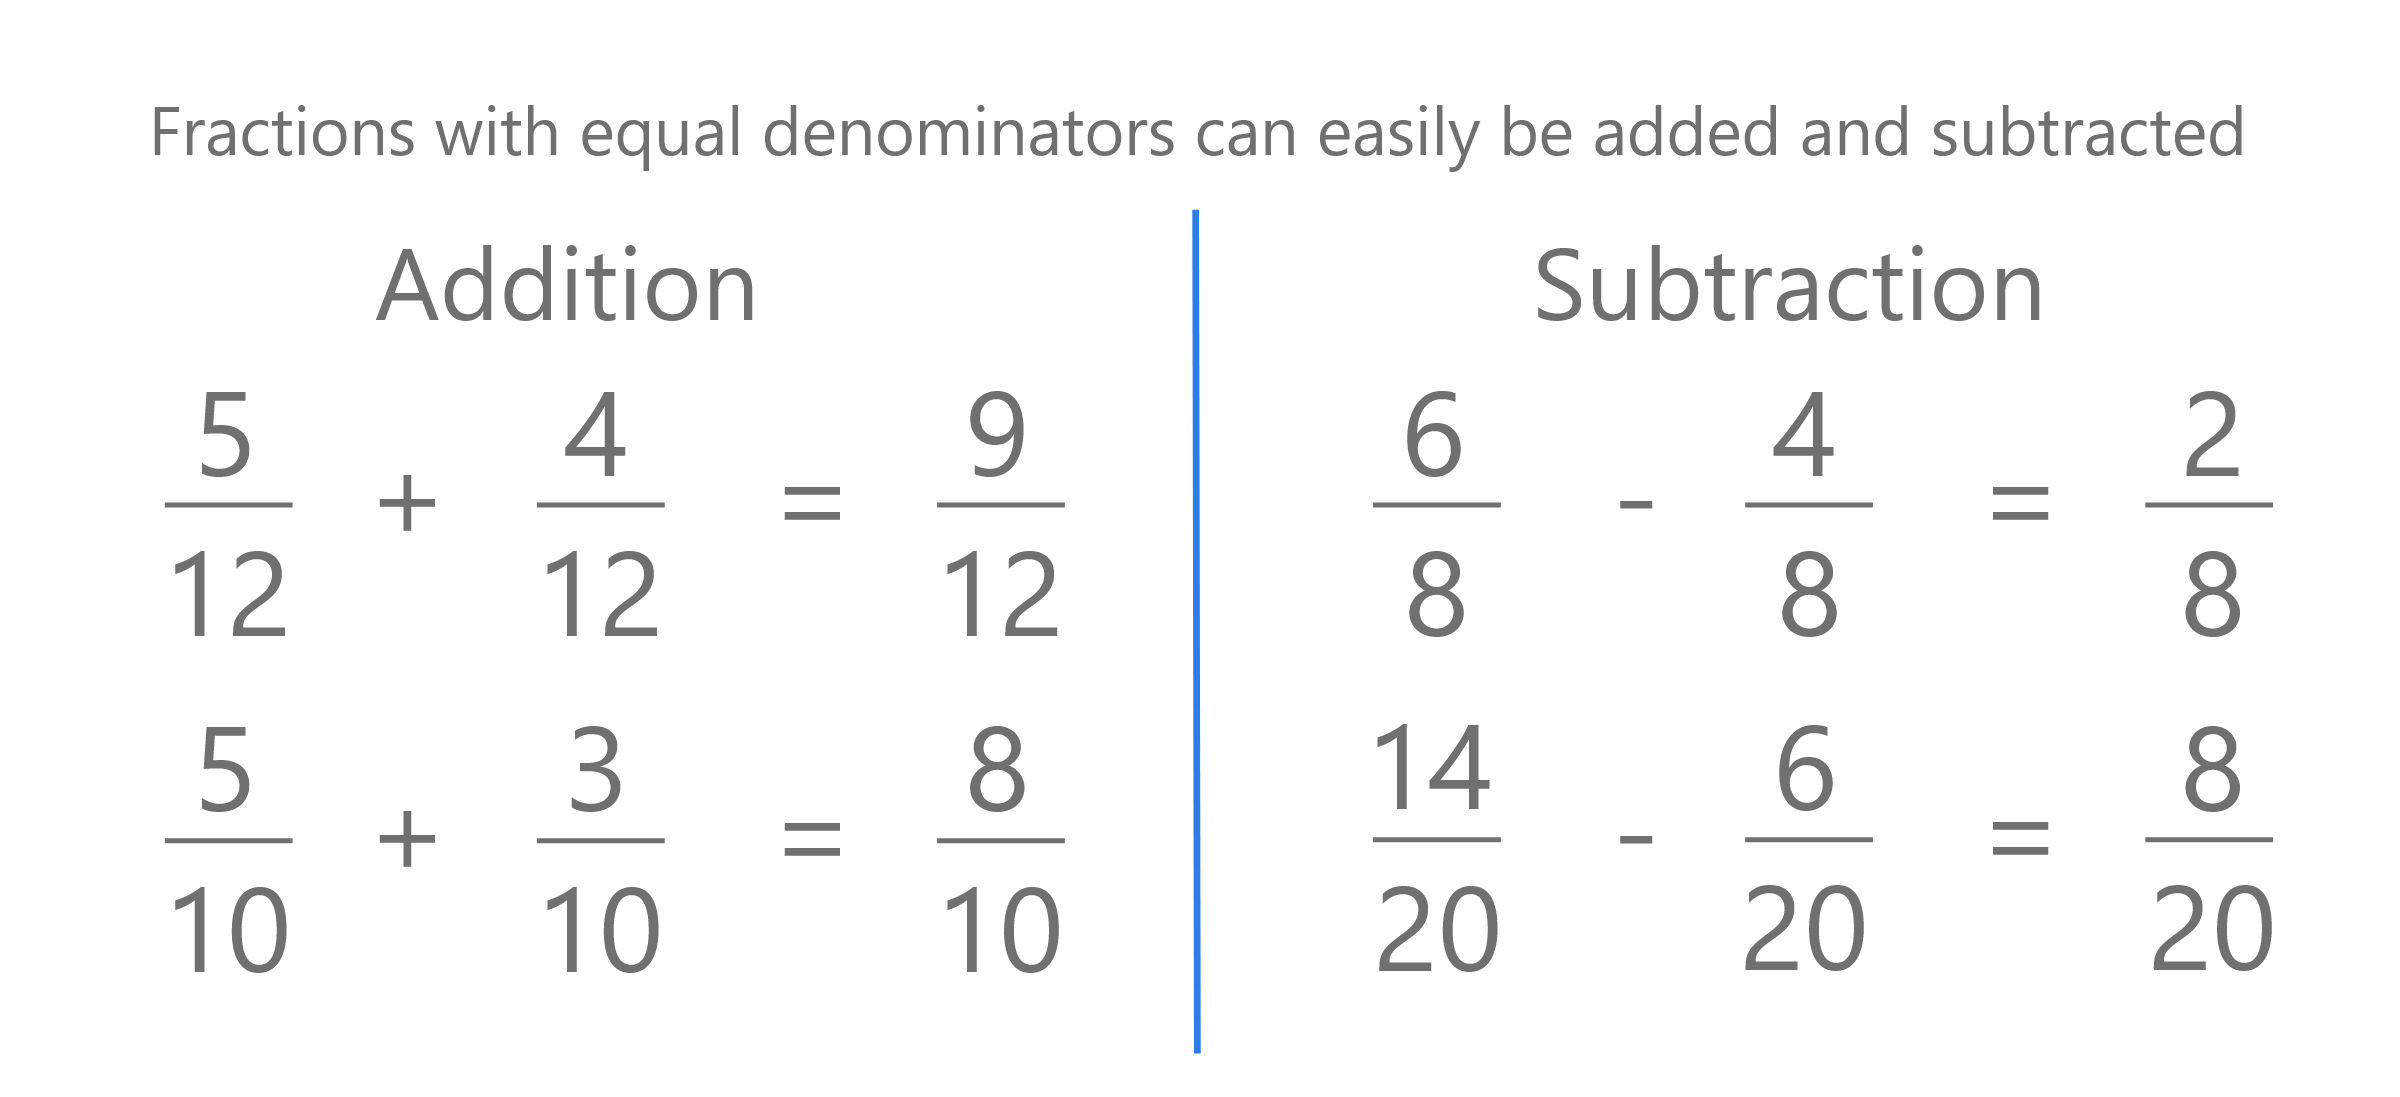 Fractions with equal denominators can easily be added and subtracted
Addition
5/12 + 4/12 = 9/12
5/10 + 3/10 = 8/10
Subtraction
6/8 - 4/8 = 2/8
14/20 - 6/20 = 8/20